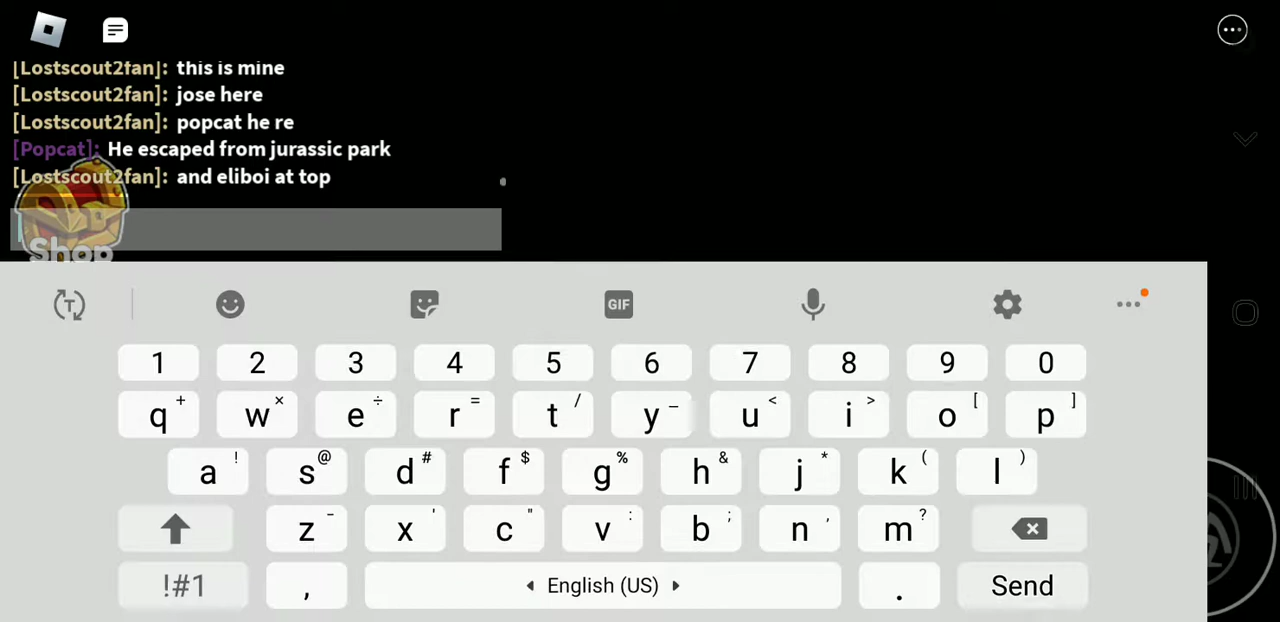 [Lostscout2fan]: this is mine
[Lostscout2fan]: jose here
[Lostscout2fan]: popcat he re
[Popcat]: He escaped from jurassic park
[Lostscout2fan]: and eliboi at top
Shop
T GIF
1 2 3 4 5 6 7 8 9 0
q + w × e ÷ r = t / y _ u < i > o [ p ]
a ! s @ d # f $ g % h & j * k ( l )
z - x ' c " v : b ; n , m ?
!#1 , English (US) . Send